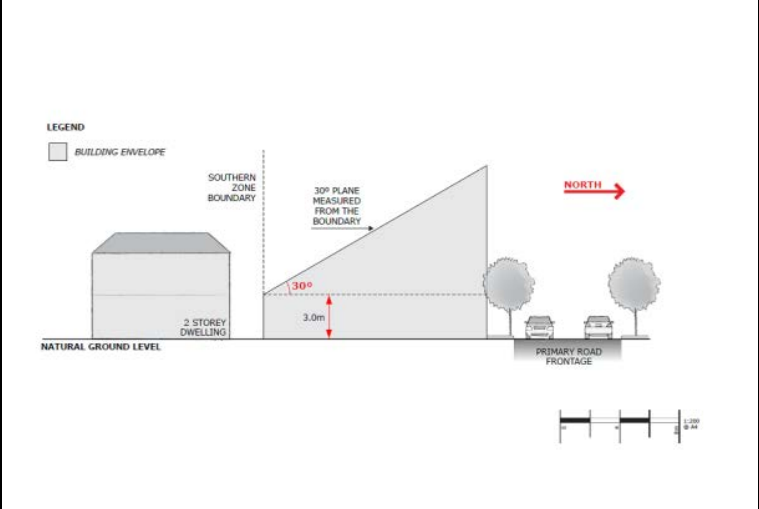 LEGEND
BUILDING ENVELOPE
SOUTHERN
ZONE
BOUNDARY
30º PLANE
MEASURED
FROM THE
BOUNDARY
NORTH
30º
3.0m
2 STOREY
DWELLING
NATURAL GROUND LEVEL
PRIMARY ROAD
FRONTAGE
1:200
@ A4